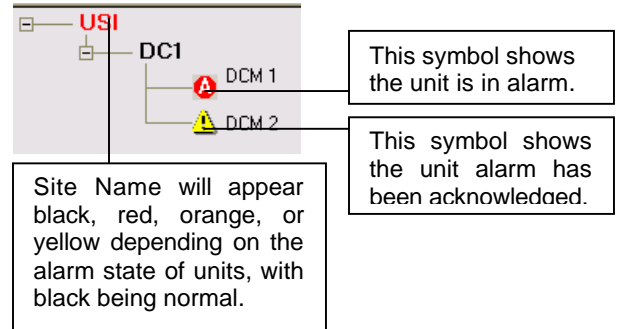 USI
DC1
DCM 1
A
DCM 2
This symbol shows
the unit is in alarm.
This symbol shows
the unit alarm has
been acknowledged.
Site Name will appear
black, red, orange, or
yellow depending on the
alarm state of units, with
black being normal.